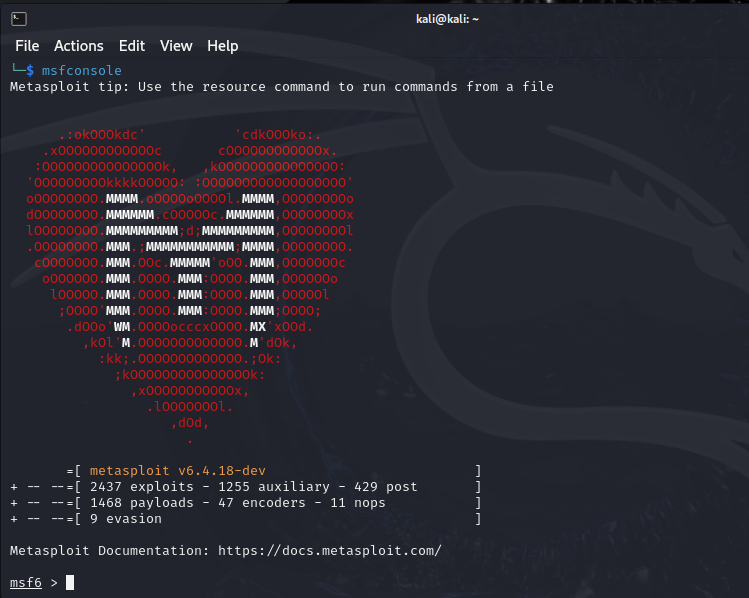 kali@kali: ~
File Actions Edit View Help
└─$ msfconsole
Metasploit tip: Use the resource command to run commands from a file
      .:okOOOkdc'           'cdkOOOko:.
    .xOOOOOOOOOOOOc       cOOOOOOOOOOOOx.
   :OOOOOOOOOOOOOOOk,   ,kOOOOOOOOOOOOOOO:
  'OOOOOOOOOkkkkOOOOO: :OOOOOOOOOOOOOOOOOO'
  oOOOOOOOO.MMMM.oOOOOoOOOOl.MMMM,OOOOOOOOo
  dOOOOOOOO.MMMMMM.cOOOOOc.MMMMMM,OOOOOOOOx
  lOOOOOOOO.MMMMMMMMM;d;MMMMMMMMM,OOOOOOOOl
  .OOOOOOOO.MMM.;MMMMMMMMMMM;MMMM,OOOOOOOO.
   cOOOOOOO.MMM.OOc.MMMMM'oOO.MMM,OOOOOOOc
    oOOOOOO.MMM.OOOO.MMM:OOOO.MMM,OOOOOOo
     lOOOOO.MMM.OOOO.MMM:OOOO.MMM,OOOOOl
      ;OOOO'MMM.OOOO.MMM:OOOO.MMM;OOOO;
       .dOOo'WM.OOOOocccxOOOO.MX'xOOd.
         ,kOl'M.OOOOOOOOOOOOO.M'dOk,
           :kk;.OOOOOOOOOOOOO.;Ok:
             ;kOOOOOOOOOOOOOOOk:
               ,xOOOOOOOOOOOx,
                 .lOOOOOOOl.
                    ,dOd,
                      .
=[ metasploit v6.4.18-dev ]
+ -- --=[ 2437 exploits - 1255 auxiliary - 429 post ]
+ -- --=[ 1468 payloads - 47 encoders - 11 nops ]
+ -- --=[ 9 evasion ]
Metasploit Documentation: https://docs.metasploit.com/
msf6 >